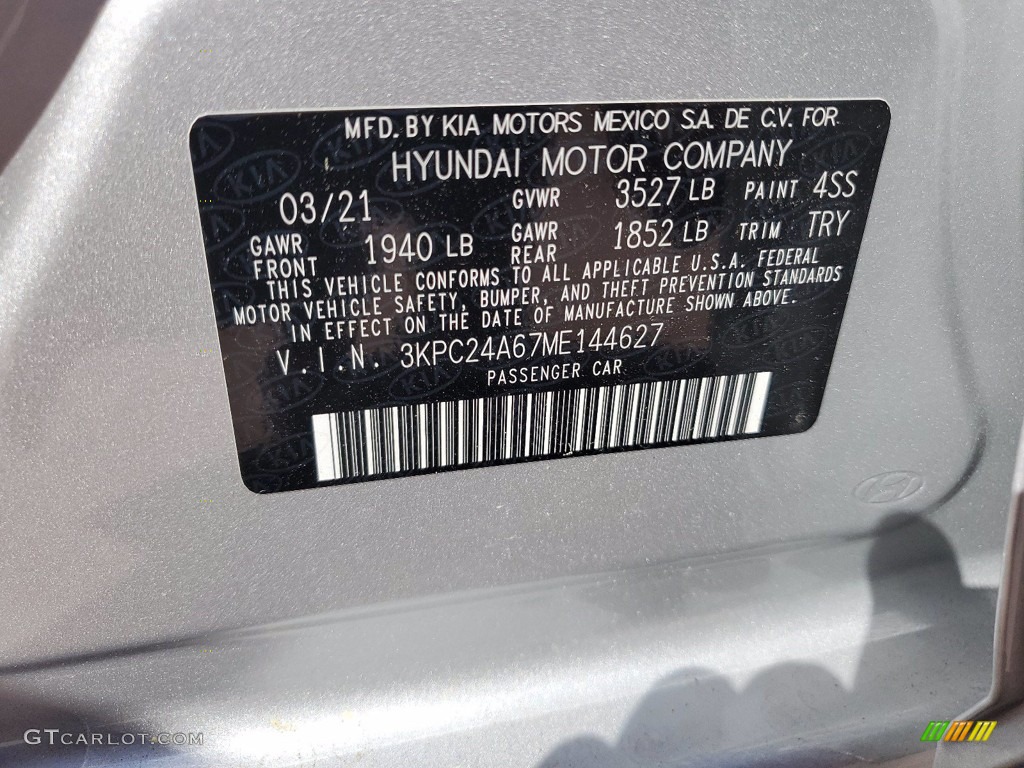 MFD. BY KIA MOTORS MEXICO S.A. DE C.V. FOR
HYUNDAI MOTOR COMPANY
03/21 GVWR 3527 LB PAINT 4SS
GAWR FRONT 1940 LB GAWR REAR 1852 LB TRIM TRY
THIS VEHICLE CONFORMS TO ALL APPLICABLE U.S.A. FEDERAL
MOTOR VEHICLE SAFETY, BUMPER, AND THEFT PREVENTION STANDARDS
IN EFFECT ON THE DATE OF MANUFACTURE SHOWN ABOVE.
V.I.N. 3KPC24A67ME144627
PASSENGER CAR
GTCARLOT.COM